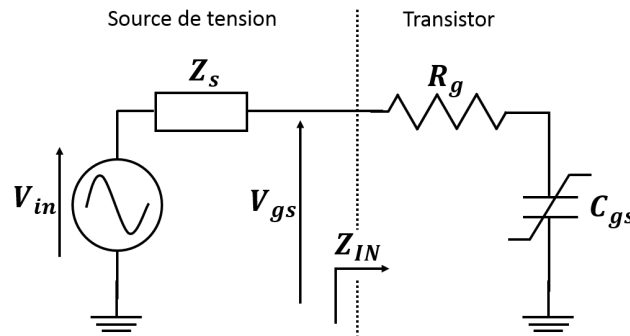 Source de tension
Transistor
Z_s
R_g
V_in
V_gs
Z_IN
C_gs